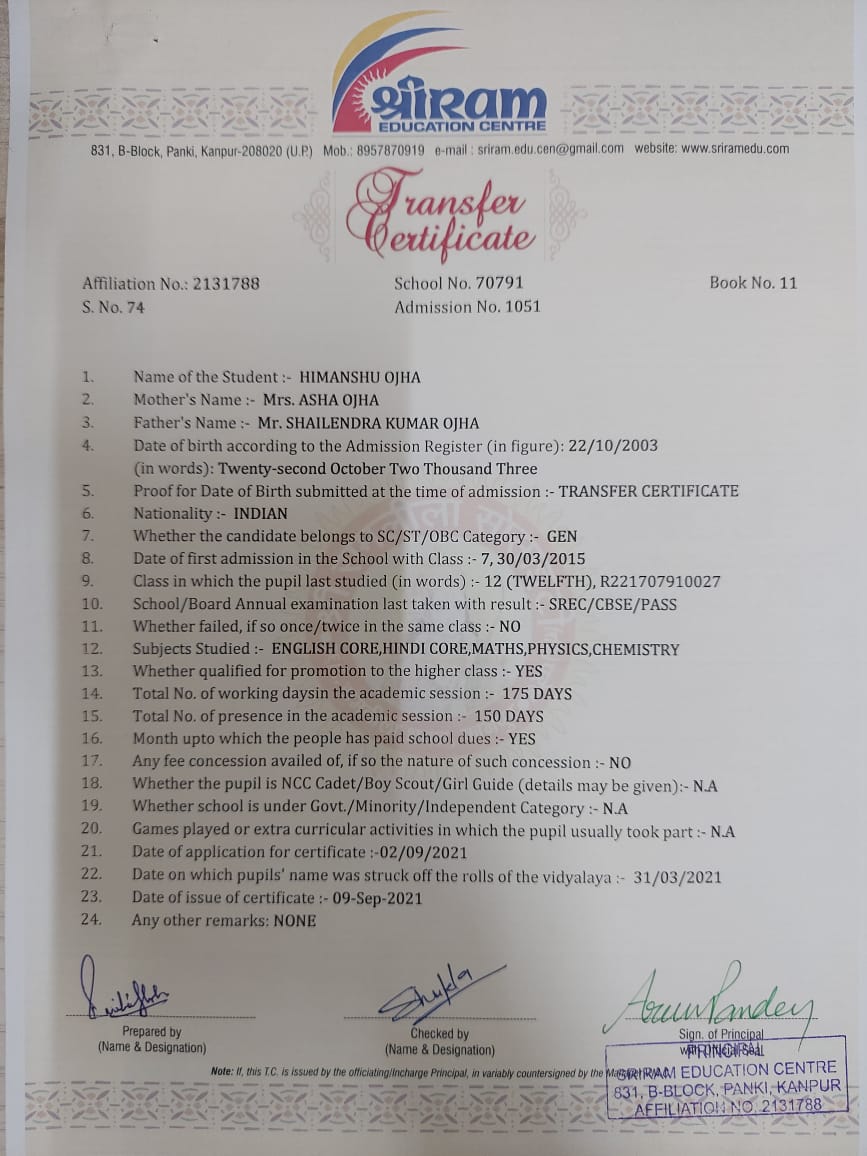 श्रीRAM
EDUCATION CENTRE
831, B-Block, Panki, Kanpur-208020 (U.P.) Mob.: 8957870919 e-mail : sriram.edu.cen@gmail.com website: www.sriramedu.com
Transfer
Certificate
Affiliation No.: 2131788 School No. 70791 Book No. 11
S. No. 74 Admission No. 1051
1. Name of the Student :- HIMANSHU OJHA
2. Mother's Name :- Mrs. ASHA OJHA
3. Father's Name :- Mr. SHAILENDRA KUMAR OJHA
4. Date of birth according to the Admission Register (in figure): 22/10/2003
(in words): Twenty-second October Two Thousand Three
5. Proof for Date of Birth submitted at the time of admission :- TRANSFER CERTIFICATE
6. Nationality :- INDIAN
7. Whether the candidate belongs to SC/ST/OBC Category :- GEN
8. Date of first admission in the School with Class :- 7, 30/03/2015
9. Class in which the pupil last studied (in words) :- 12 (TWELFTH), R221707910027
10. School/Board Annual examination last taken with result :- SREC/CBSE/PASS
11. Whether failed, if so once/twice in the same class :- NO
12. Subjects Studied :- ENGLISH CORE,HINDI CORE,MATHS,PHYSICS,CHEMISTRY
13. Whether qualified for promotion to the higher class :- YES
14. Total No. of working daysin the academic session :- 175 DAYS
15. Total No. of presence in the academic session :- 150 DAYS
16. Month upto which the people has paid school dues :- YES
17. Any fee concession availed of, if so the nature of such concession :- NO
18. Whether the pupil is NCC Cadet/Boy Scout/Girl Guide (details may be given):- N.A
19. Whether school is under Govt./Minority/Independent Category :- N.A
20. Games played or extra curricular activities in which the pupil usually took part :- N.A
21. Date of application for certificate :-02/09/2021
22. Date on which pupils' name was struck off the rolls of the vidyalaya :- 31/03/2021
23. Date of issue of certificate :- 09-Sep-2021
24. Any other remarks: NONE
Shukla
Arun Pandey
Prepared by Checked by Sign. of Principal
(Name & Designation) (Name & Designation)
PRINCIPAL
Note: If, this T.C. is issued by the officiating/Incharge Principal, in variably countersigned by the
SRIRAM EDUCATION CENTRE
831, B-BLOCK, PANKI, KANPUR
AFFILIATION NO. 2131788